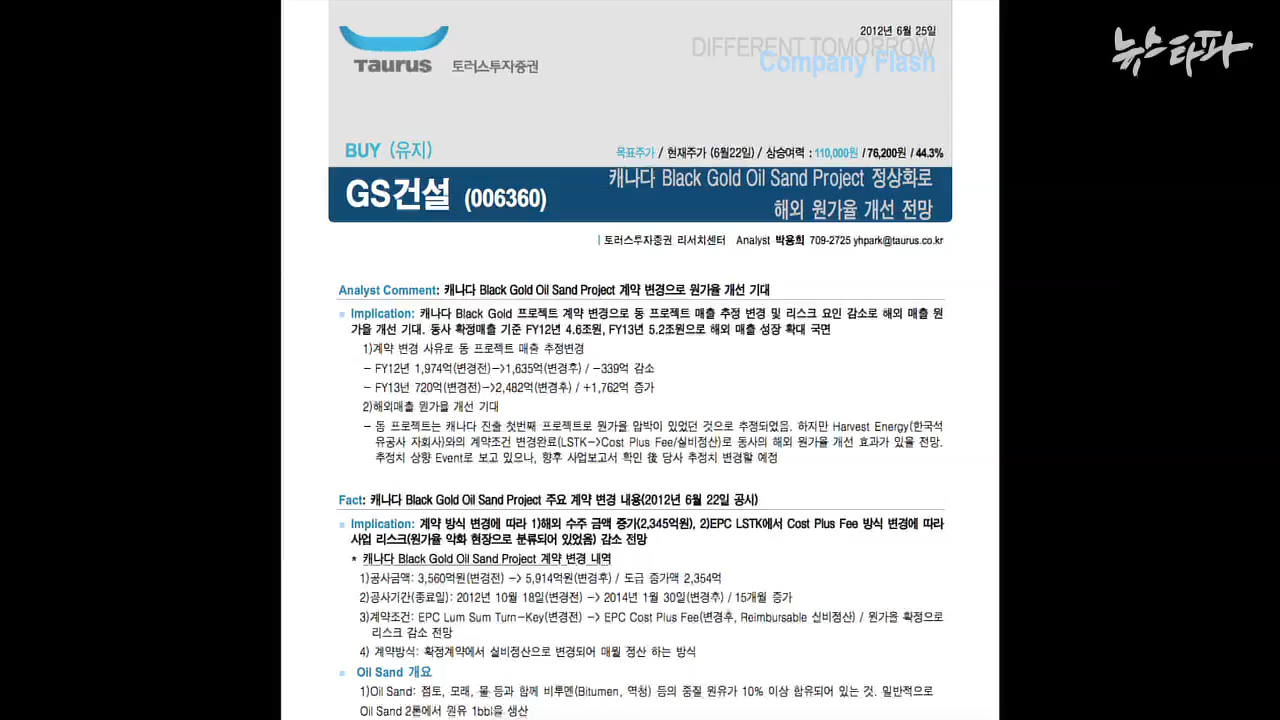 뉴스타파
2012년 6월 25일
DIFFERENT TOMORROW
Company Flash
Taurus 토러스투자증권
BUY (유지)
목표주가 / 현재주가 (6월22일) / 상승여력 : 110,000원 / 76,200원 / 44.3%
GS건설 (006360)
캐나다 Black Gold Oil Sand Project 정상화로
해외 원가율 개선 전망
| 토러스투자증권 리서치센터 Analyst 박용희 709-2725 yhpark@taurus.co.kr
Analyst Comment: 캐나다 Black Gold Oil Sand Project 계약 변경으로 원가율 개선 기대
Implication: 캐나다 Black Gold 프로젝트 계약 변경으로 동 프로젝트 매출 추정 변경 및 리스크 요인 감소로 해외 매출 원
가율 개선 기대. 동사 확정매출 기준 FY12년 4.6조원, FY13년 5.2조원으로 해외 매출 성장 확대 국면
1)계약 변경 사유로 동 프로젝트 매출 추정변경
- FY12년 1,974억(변경전)->1,635억(변경후) / -339억 감소
- FY13년 720억(변경전)->2,482억(변경후) / +1,762억 증가
2)해외매출 원가율 개선 기대
- 동 프로젝트는 캐나다 진출 첫번째 프로젝트로 원가율 압박이 있었던 것으로 추정되었음. 하지만 Harvest Energy(한국석
유공사 자회사)와의 계약조건 변경완료(LSTK->Cost Plus Fee/실비정산)로 동사의 해외 원가율 개선 효과가 있을 전망.
추정치 상향 Event로 보고 있으나, 향후 사업보고서 확인 後 당사 추정치 변경할 예정
Fact: 캐나다 Black Gold Oil Sand Project 주요 계약 변경 내용(2012년 6월 22일 공시)
Implication: 계약 방식 변경에 따라 1)해외 수주 금액 증가(2,345억원), 2)EPC LSTK에서 Cost Plus Fee 방식 변경에 따라
사업 리스크(원가율 악화 현장으로 분류되어 있었음) 감소 전망
* 캐나다 Black Gold Oil Sand Project 계약 변경 내역
1)공사금액: 3,560억원(변경전) -> 5,914억원(변경후) / 도급 증가액 2,354억
2)공사기간(종료일): 2012년 10월 18일(변경전) -> 2014년 1월 30일(변경후) / 15개월 증가
3)계약조건: EPC Lum Sum Turn-Key(변경전) -> EPC Cost Plus Fee(변경후, Reimbursable 실비정산) / 원가율 확정으로
리스크 감소 전망
4) 계약방식: 확정계약에서 실비정산으로 변경되어 매월 정산 하는 방식
Oil Sand 개요
1)Oil Sand: 점토, 모래, 물 등과 함께 비투멘(Bitumen, 역청) 등의 중질 원유가 10% 이상 함유되어 있는 것. 일반적으로
Oil Sand 2톤에서 원유 1bbl을 생산